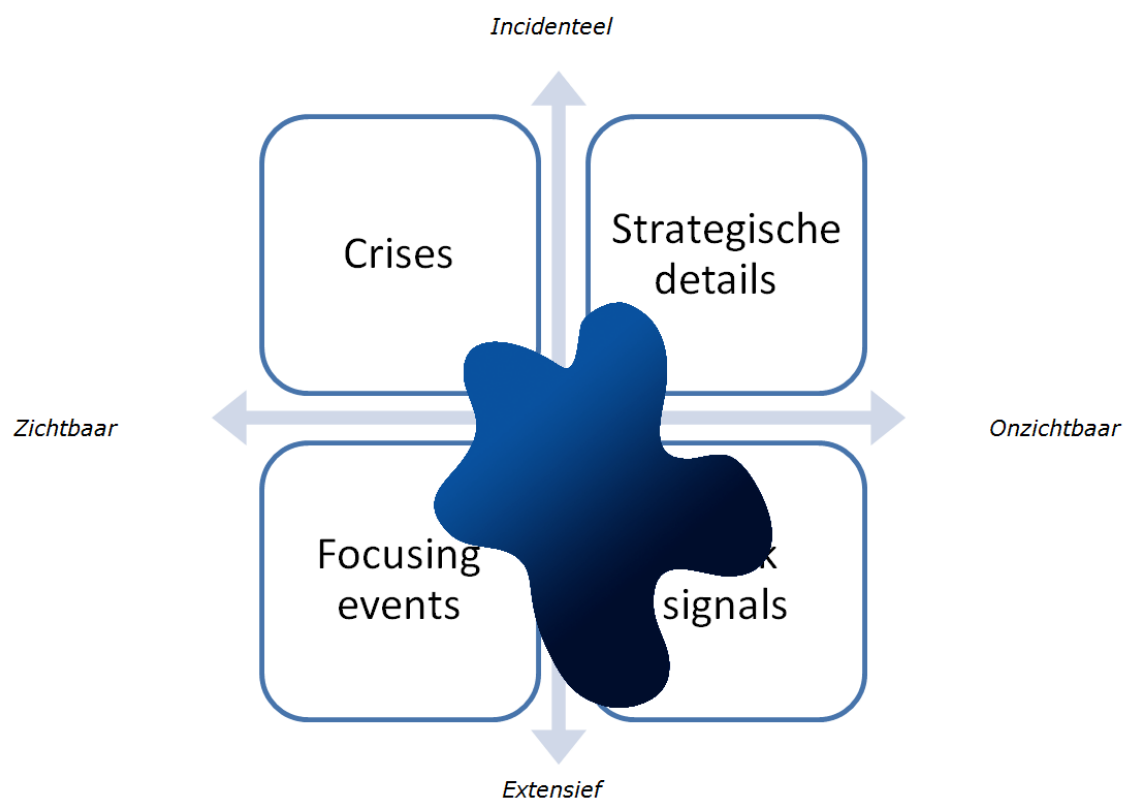 Incidenteel
Crises
Strategische
details
Zichtbaar
Onzichtbaar
Focusing
events
signals
Extensief